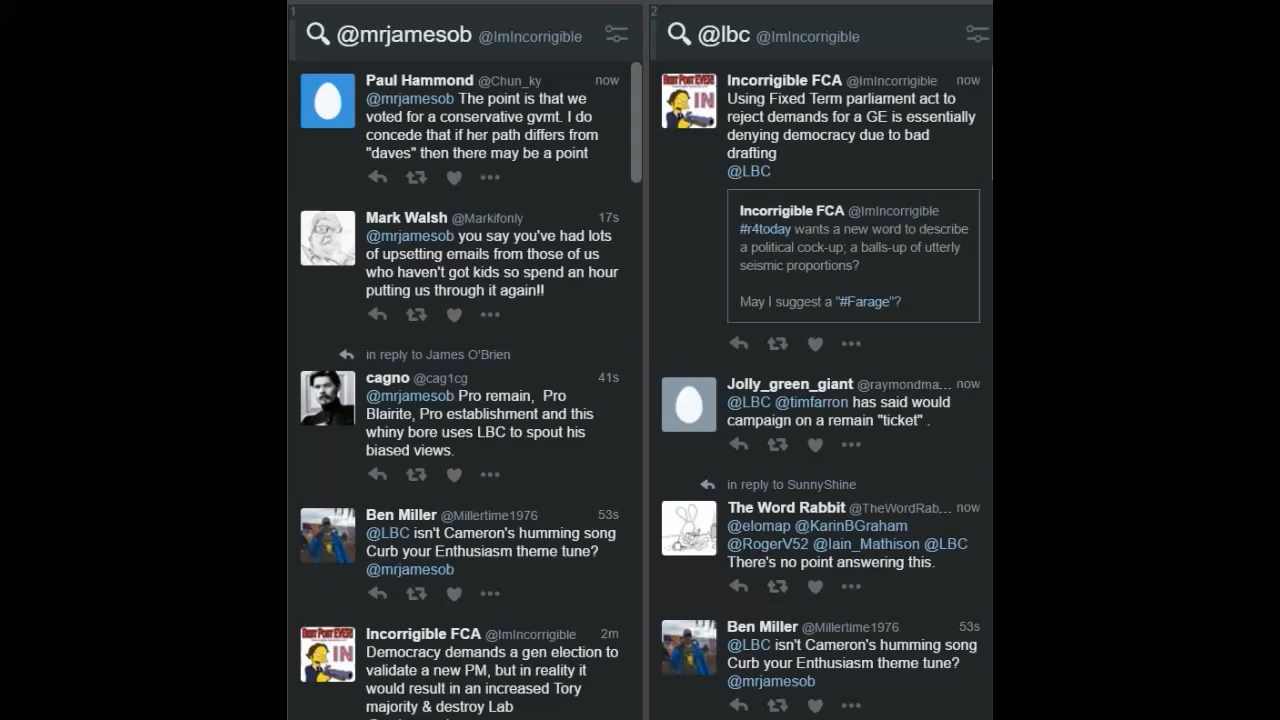 1
@mrjamesob @ImIncorrigible
Paul Hammond @Chun_ky now
@mrjamesob The point is that we
voted for a conservative gvmt. I do
concede that if her path differs from
"daves" then there may be a point
Mark Walsh @Markifonly 17s
@mrjamesob you say you've had lots
of upsetting emails from those of us
who haven't got kids so spend an hour
putting us through it again!!
in reply to James O'Brien
cagno @cag1cg 41s
@mrjamesob Pro remain, Pro
Blairite, Pro establishment and this
whiny bore uses LBC to spout his
biased views.
Ben Miller @Millertime1976 53s
@LBC isn't Cameron's humming song
Curb your Enthusiasm theme tune?
@mrjamesob
BEST POST EVER!
IN
Incorrigible FCA @ImIncorrigible 2m
Democracy demands a gen election to
validate a new PM, but in reality it
would result in an increased Tory
majority & destroy Lab
2
@lbc @ImIncorrigible
BEST POST EVER!
IN
Incorrigible FCA @ImIncorrigible now
Using Fixed Term parliament act to
reject demands for a GE is essentially
denying democracy due to bad
drafting
@LBC
Incorrigible FCA @ImIncorrigible
#r4today wants a new word to describe
a political cock-up; a balls-up of utterly
seismic proportions?
May I suggest a "#Farage"?
Jolly_green_giant @raymondma... now
@LBC @timfarron has said would
campaign on a remain "ticket" .
in reply to SunnyShine
The Word Rabbit @TheWordRab... now
@elomap @KarinBGraham
@RogerV52 @Iain_Mathison @LBC
There's no point answering this.
Ben Miller @Millertime1976 53s
@LBC isn't Cameron's humming song
Curb your Enthusiasm theme tune?
@mrjamesob